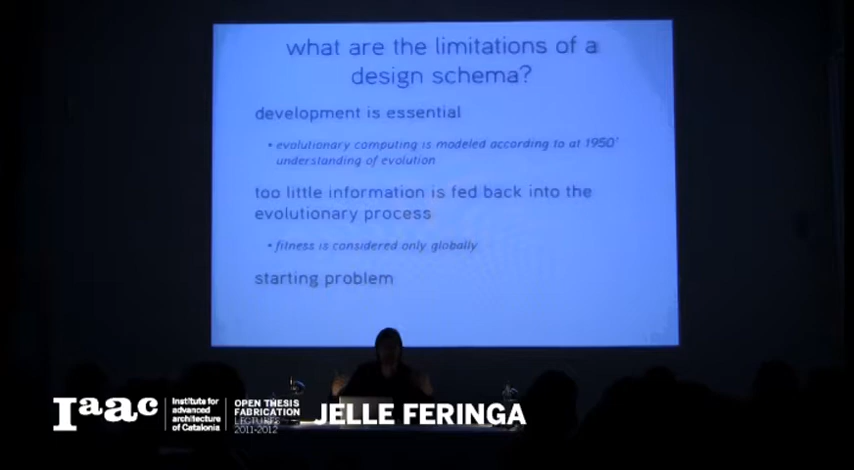 what are the limitations of a
design schema?
development is essential
• evolutionary computing is modeled according to at 1950'
understanding of evolution
too little information is fed back into the
evolutionary process
• fitness is considered only globally
starting problem
Iaac
Institute for
advanced
architecture
of Catalonia
OPEN THESIS
FABRICATION
LECTURES
2011-2012
JELLE FERINGA